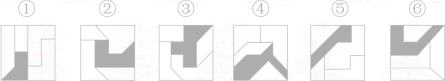 ① ② ③ ④ ⑤ ⑥